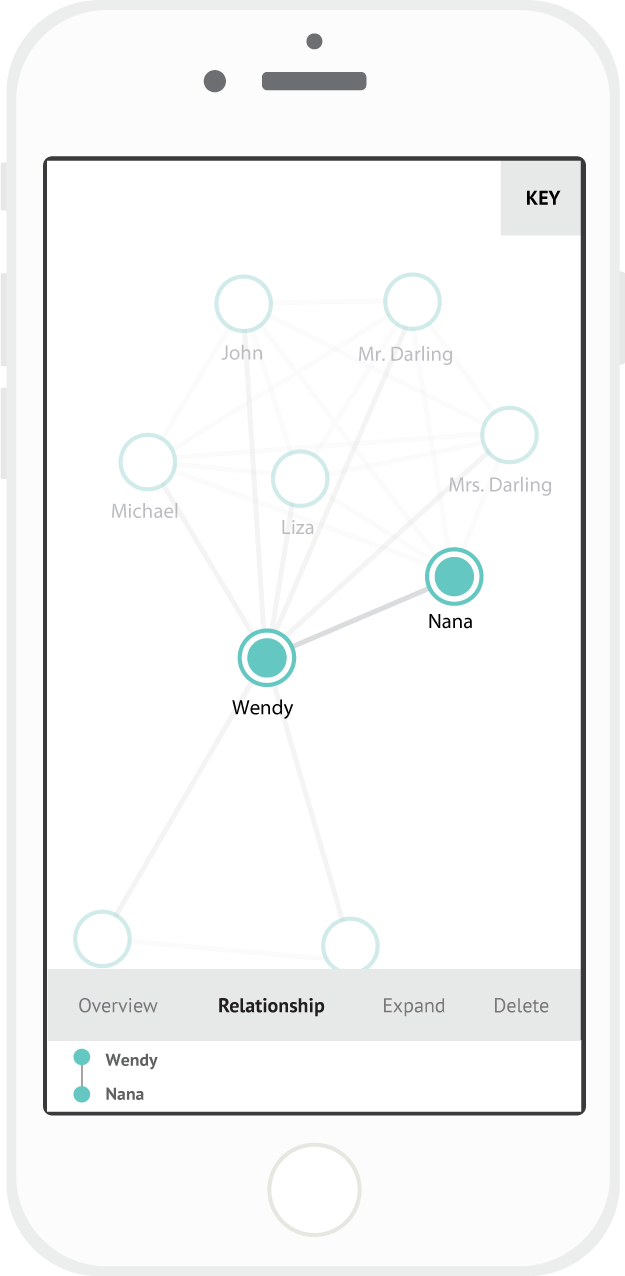 KEY
John
Mr. Darling
Mrs. Darling
Michael
Liza
Nana
Wendy
Overview Relationship Expand Delete
Wendy
Nana